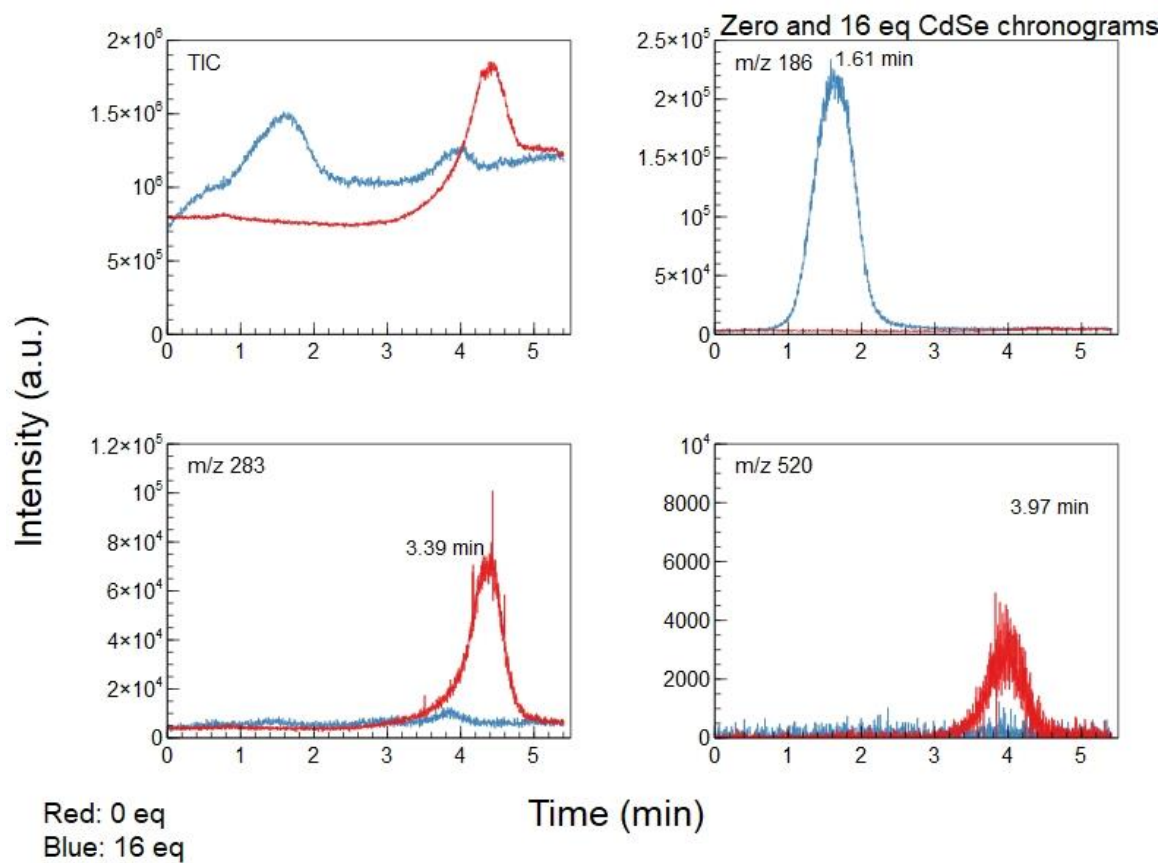 Zero and 16 eq CdSe chronograms
2×10⁶
TIC
1.5×10⁶
10⁶
5×10⁵
0
0 1 2 3 4 5
2.5×10⁵
m/z 186 1.61 min
2×10⁵
1.5×10⁵
10⁵
5×10⁴
0
0 1 2 3 4 5
Intensity (a.u.)
1.2×10⁵
m/z 283
10⁵
8×10⁴
3.39 min
6×10⁴
4×10⁴
2×10⁴
0
0 1 2 3 4 5
10⁴
m/z 520
8000
3.97 min
6000
4000
2000
0
0 1 2 3 4 5
Time (min)
Red: 0 eq
Blue: 16 eq